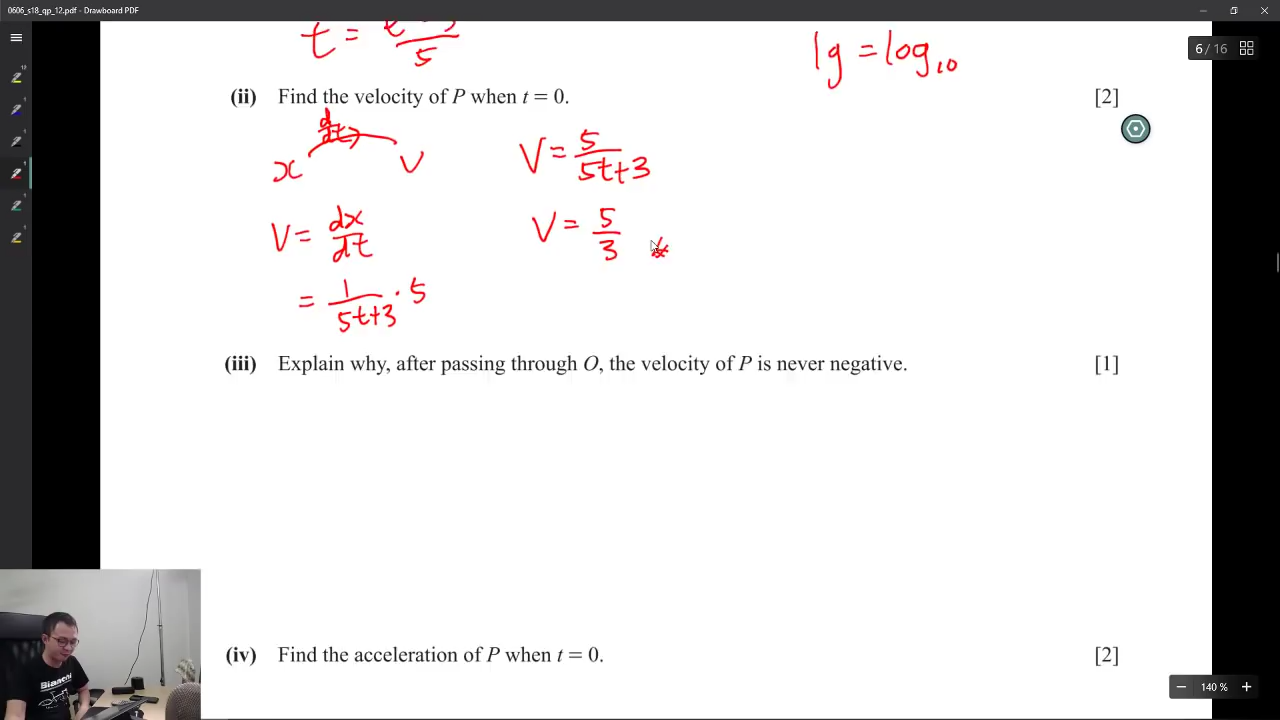 0606_s18_qp_12.pdf - Drawboard PDF
6 / 16
5
lg = log10
(ii) Find the velocity of P when t = 0. [2]
d/dt
x V
V = 5/(5t+3)
V = dx/dt
V = 5/3
= 1/(5t+3) · 5
(iii) Explain why, after passing through O, the velocity of P is never negative. [1]
(iv) Find the acceleration of P when t = 0. [2]
Bianchi
140 %